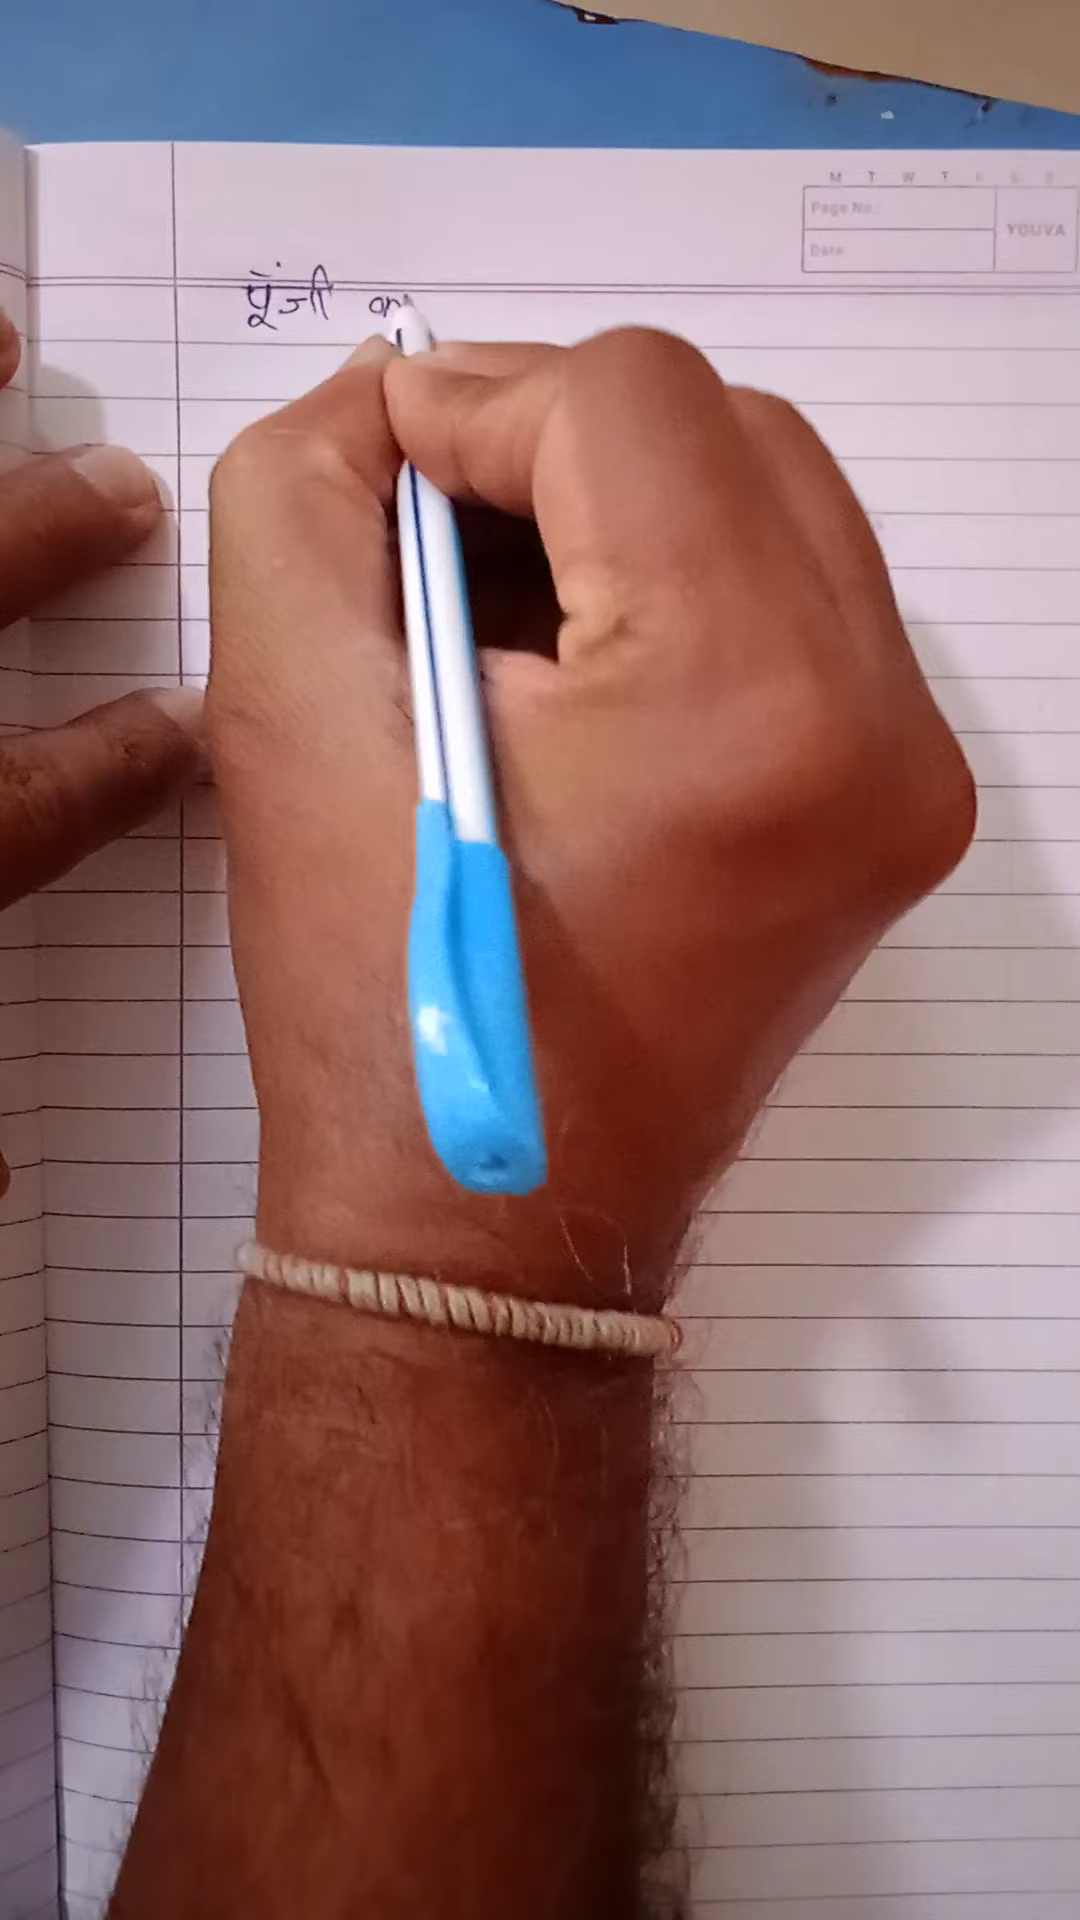 M T W T F S S
Page No.:
YOUVA
Date
पूँजी